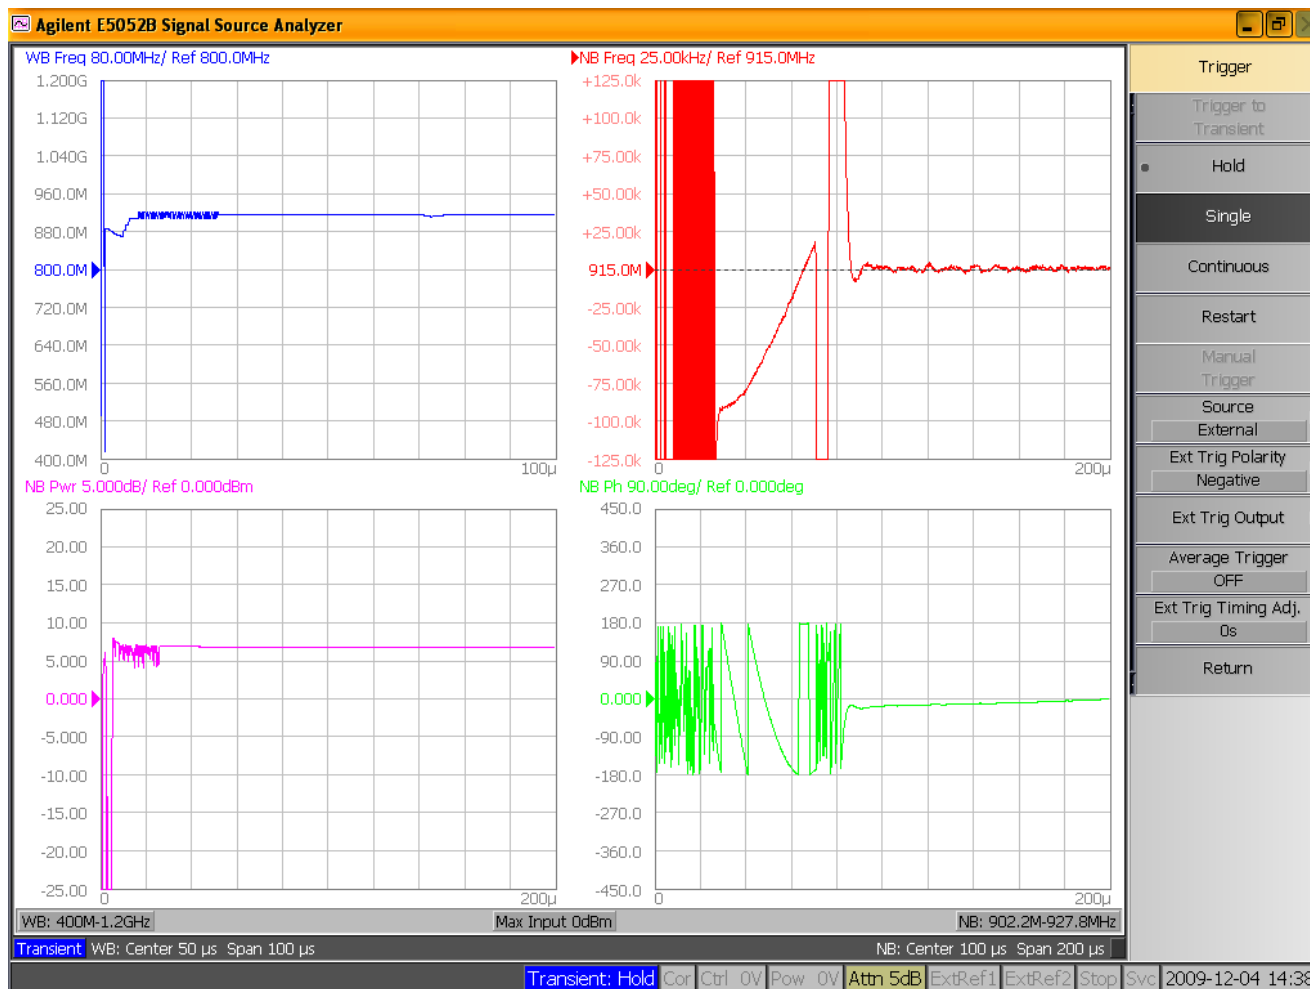 Agilent E5052B Signal Source Analyzer
WB Freq 80.00MHz/ Ref 800.0MHz
1.200G
1.120G
1.040G
960.0M
880.0M
800.0M
720.0M
640.0M
560.0M
480.0M
400.0M
0
100µ
NB Freq 25.00kHz/ Ref 915.0MHz
+125.0k
+100.0k
+75.00k
+50.00k
+25.00k
915.0M
-25.00k
-50.00k
-75.00k
-100.0k
-125.0k
0
200µ
NB Pwr 5.000dB/ Ref 0.000dBm
25.00
20.00
15.00
10.00
5.000
0.000
-5.000
-10.00
-15.00
-20.00
-25.00
0
200µ
NB Ph 90.00deg/ Ref 0.000deg
450.0
360.0
270.0
180.0
90.00
0.000
-90.00
-180.0
-270.0
-360.0
-450.0
0
200µ
Trigger
Trigger to
Transient
Hold
Single
Continuous
Restart
Manual
Trigger
Source
External
Ext Trig Polarity
Negative
Ext Trig Output
Average Trigger
OFF
Ext Trig Timing Adj.
0s
Return
WB: 400M-1.2GHz
Max Input 0dBm
NB: 902.2M-927.8MHz
Transient WB: Center 50 µs Span 100 µs
NB: Center 100 µs Span 200 µs
Transient: Hold Cor Ctrl 0V Pow 0V Attn 5dB ExtRef1 ExtRef2 Stop Svc 2009-12-04 14:38